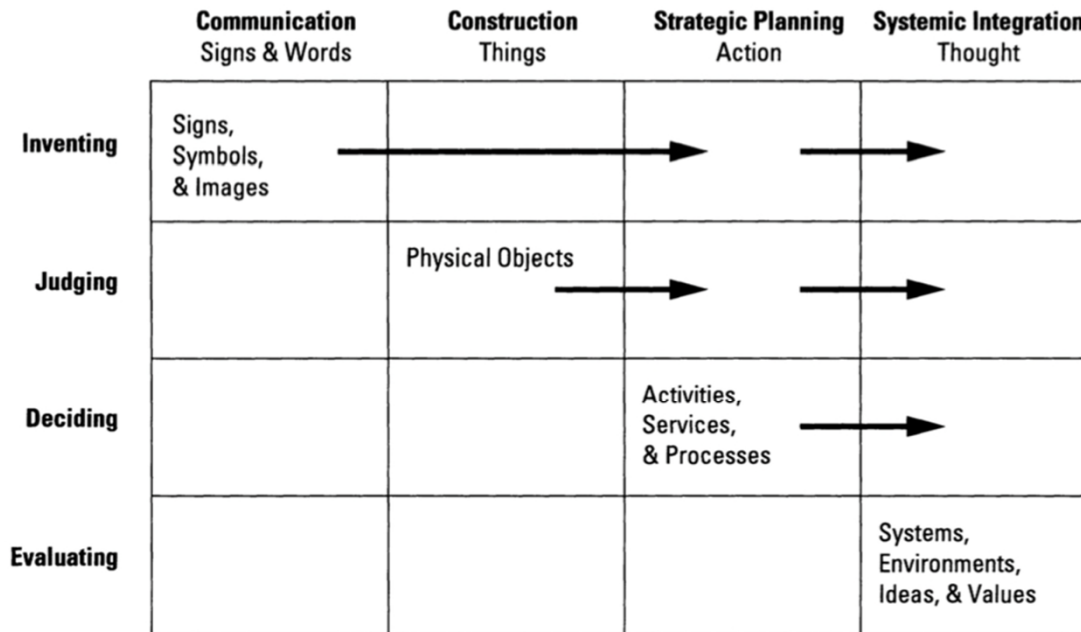 Communication Construction Strategic Planning Systemic Integration
Signs & Words Things Action Thought
Inventing
Signs,
Symbols,
& Images
Judging
Physical Objects
Deciding
Activities,
Services,
& Processes
Evaluating
Systems,
Environments,
Ideas, & Values